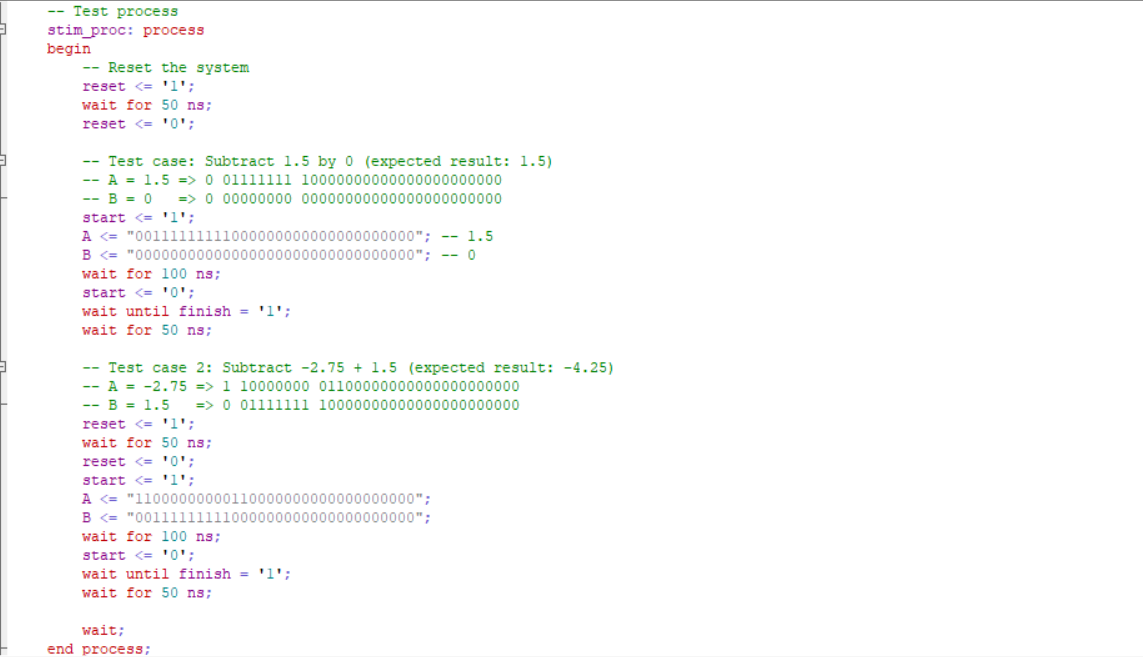 -- Test process
stim_proc: process
begin
-- Reset the system
reset <= '1';
wait for 50 ns;
reset <= '0';
-- Test case: Subtract 1.5 by 0 (expected result: 1.5)
-- A = 1.5 => 0 01111111 10000000000000000000000
-- B = 0   => 0 00000000 00000000000000000000000
start <= '1';
A <= "00111111110000000000000000000000"; -- 1.5
B <= "00000000000000000000000000000000"; -- 0
wait for 100 ns;
start <= '0';
wait until finish = '1';
wait for 50 ns;
-- Test case 2: Subtract -2.75 + 1.5 (expected result: -4.25)
-- A = -2.75 => 1 10000000 01100000000000000000000
-- B = 1.5   => 0 01111111 10000000000000000000000
reset <= '1';
wait for 50 ns;
reset <= '0';
start <= '1';
A <= "11000000001100000000000000000000";
B <= "00111111110000000000000000000000";
wait for 100 ns;
start <= '0';
wait until finish = '1';
wait for 50 ns;
wait;
end process;